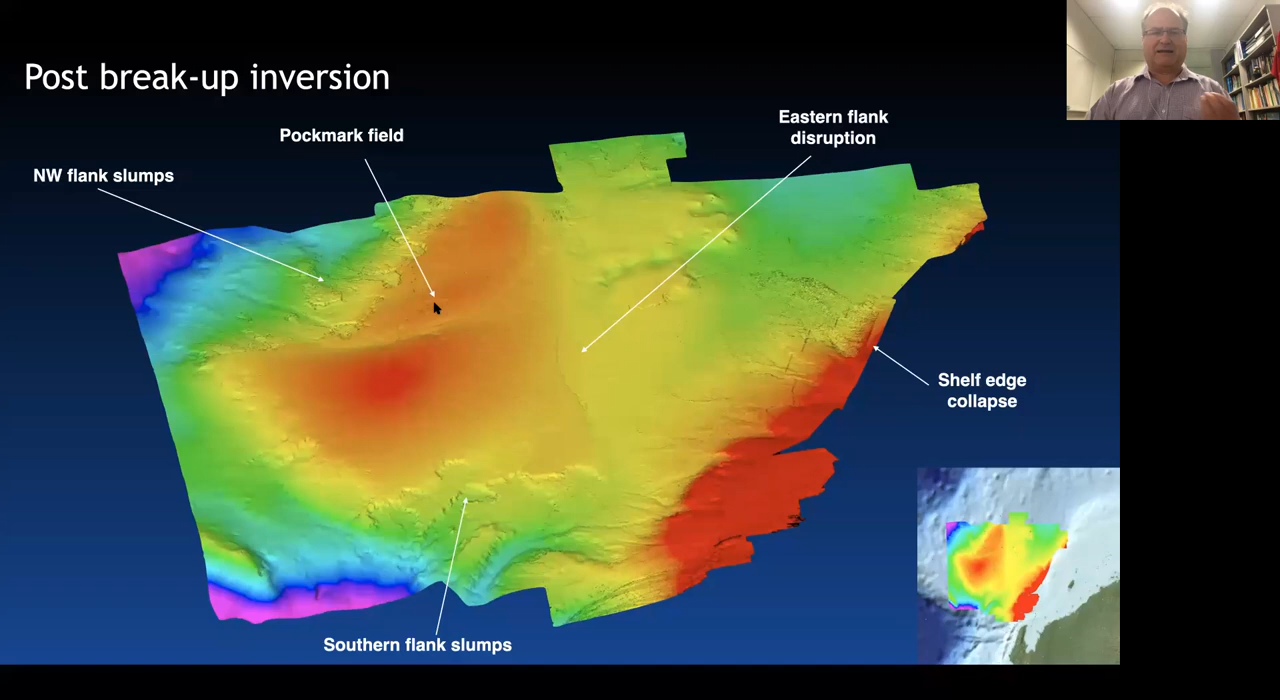 Post break-up inversion
Pockmark field
Eastern flank
disruption
NW flank slumps
Shelf edge
collapse
Southern flank slumps